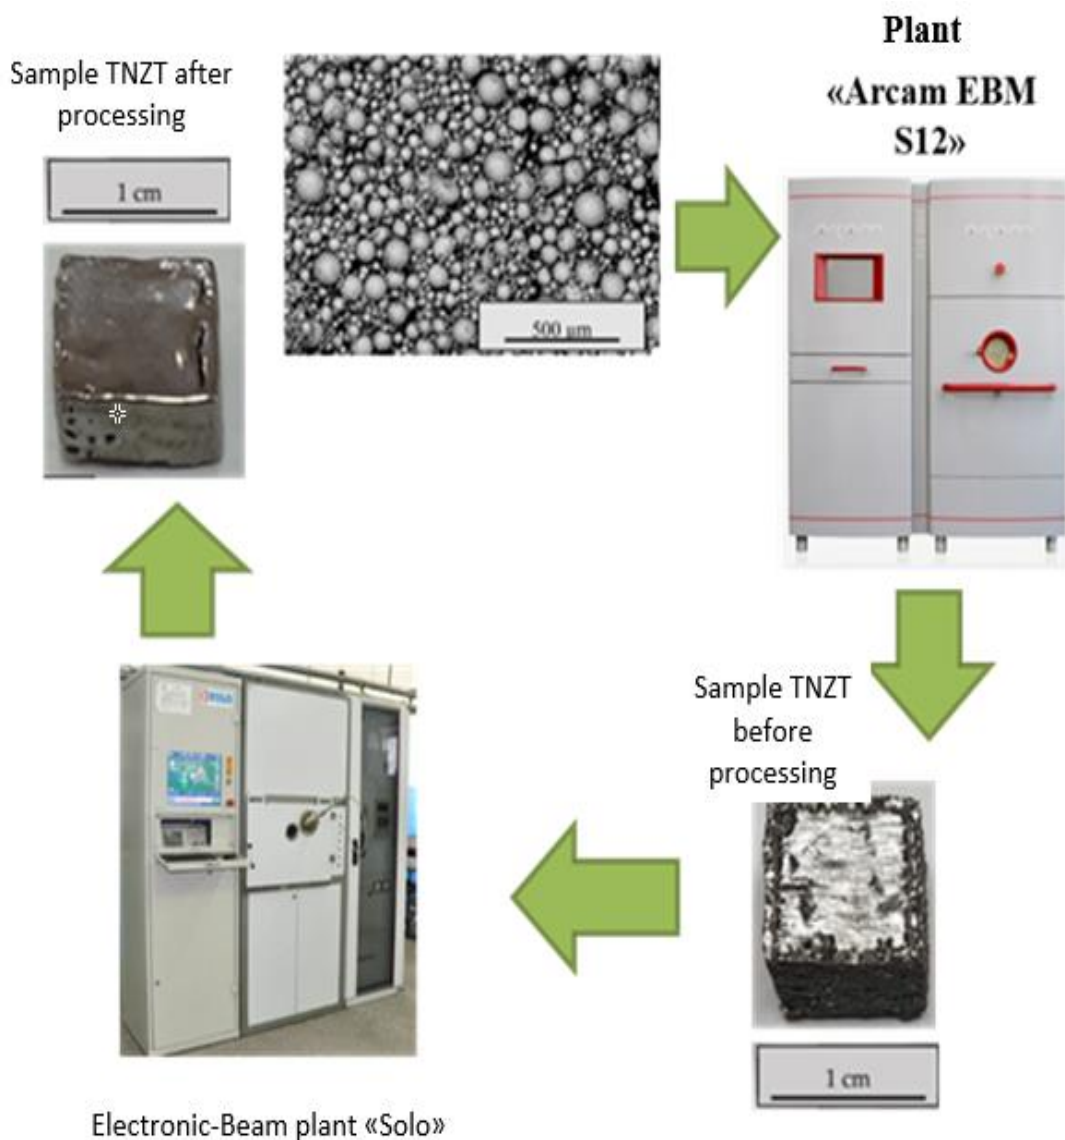 Sample TNZT after
processing
1 cm
500 µm
Plant
«Arcam EBM
S12»
Sample TNZT
before
processing
1 cm
Electronic-Beam plant «Solo»